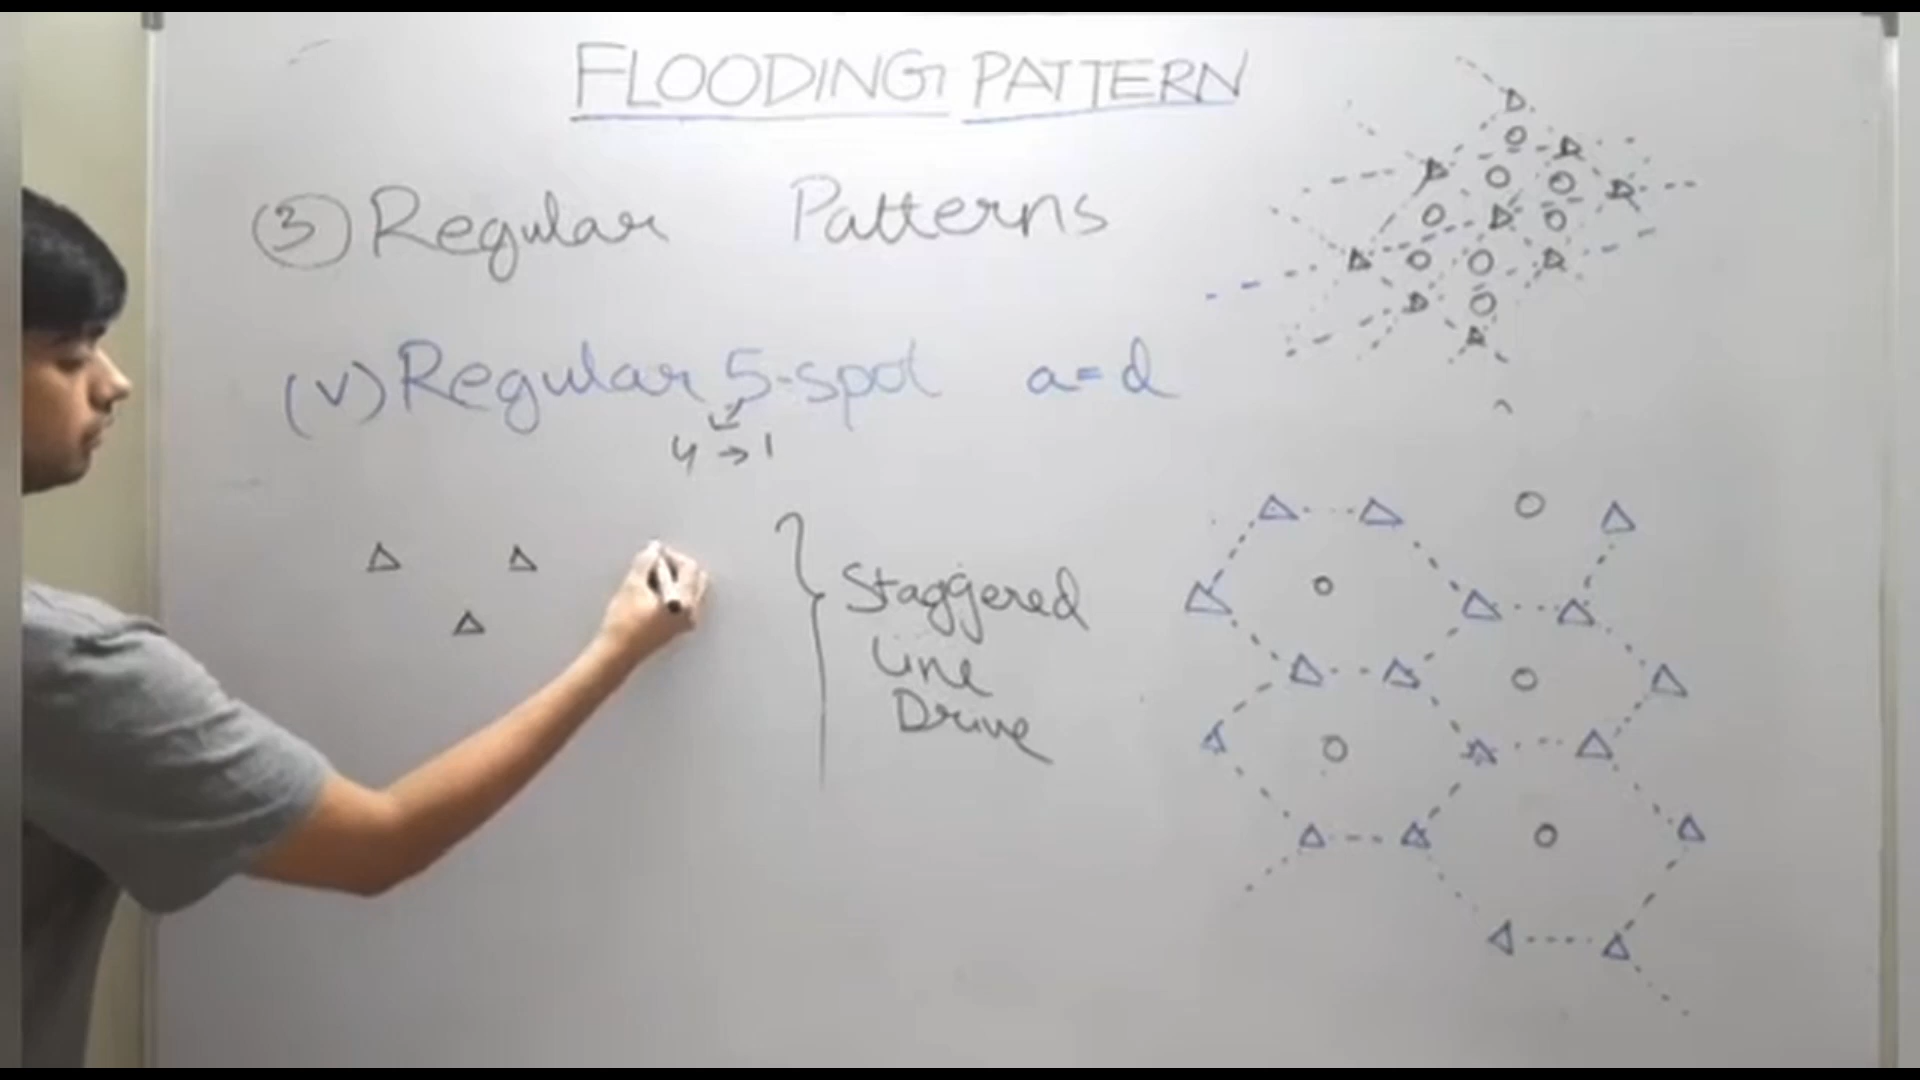 FLOODING PATTERN
(3) Regular Patterns
(V) Regular 5-spot a=d
4 → 1
Staggered
Line
Drive